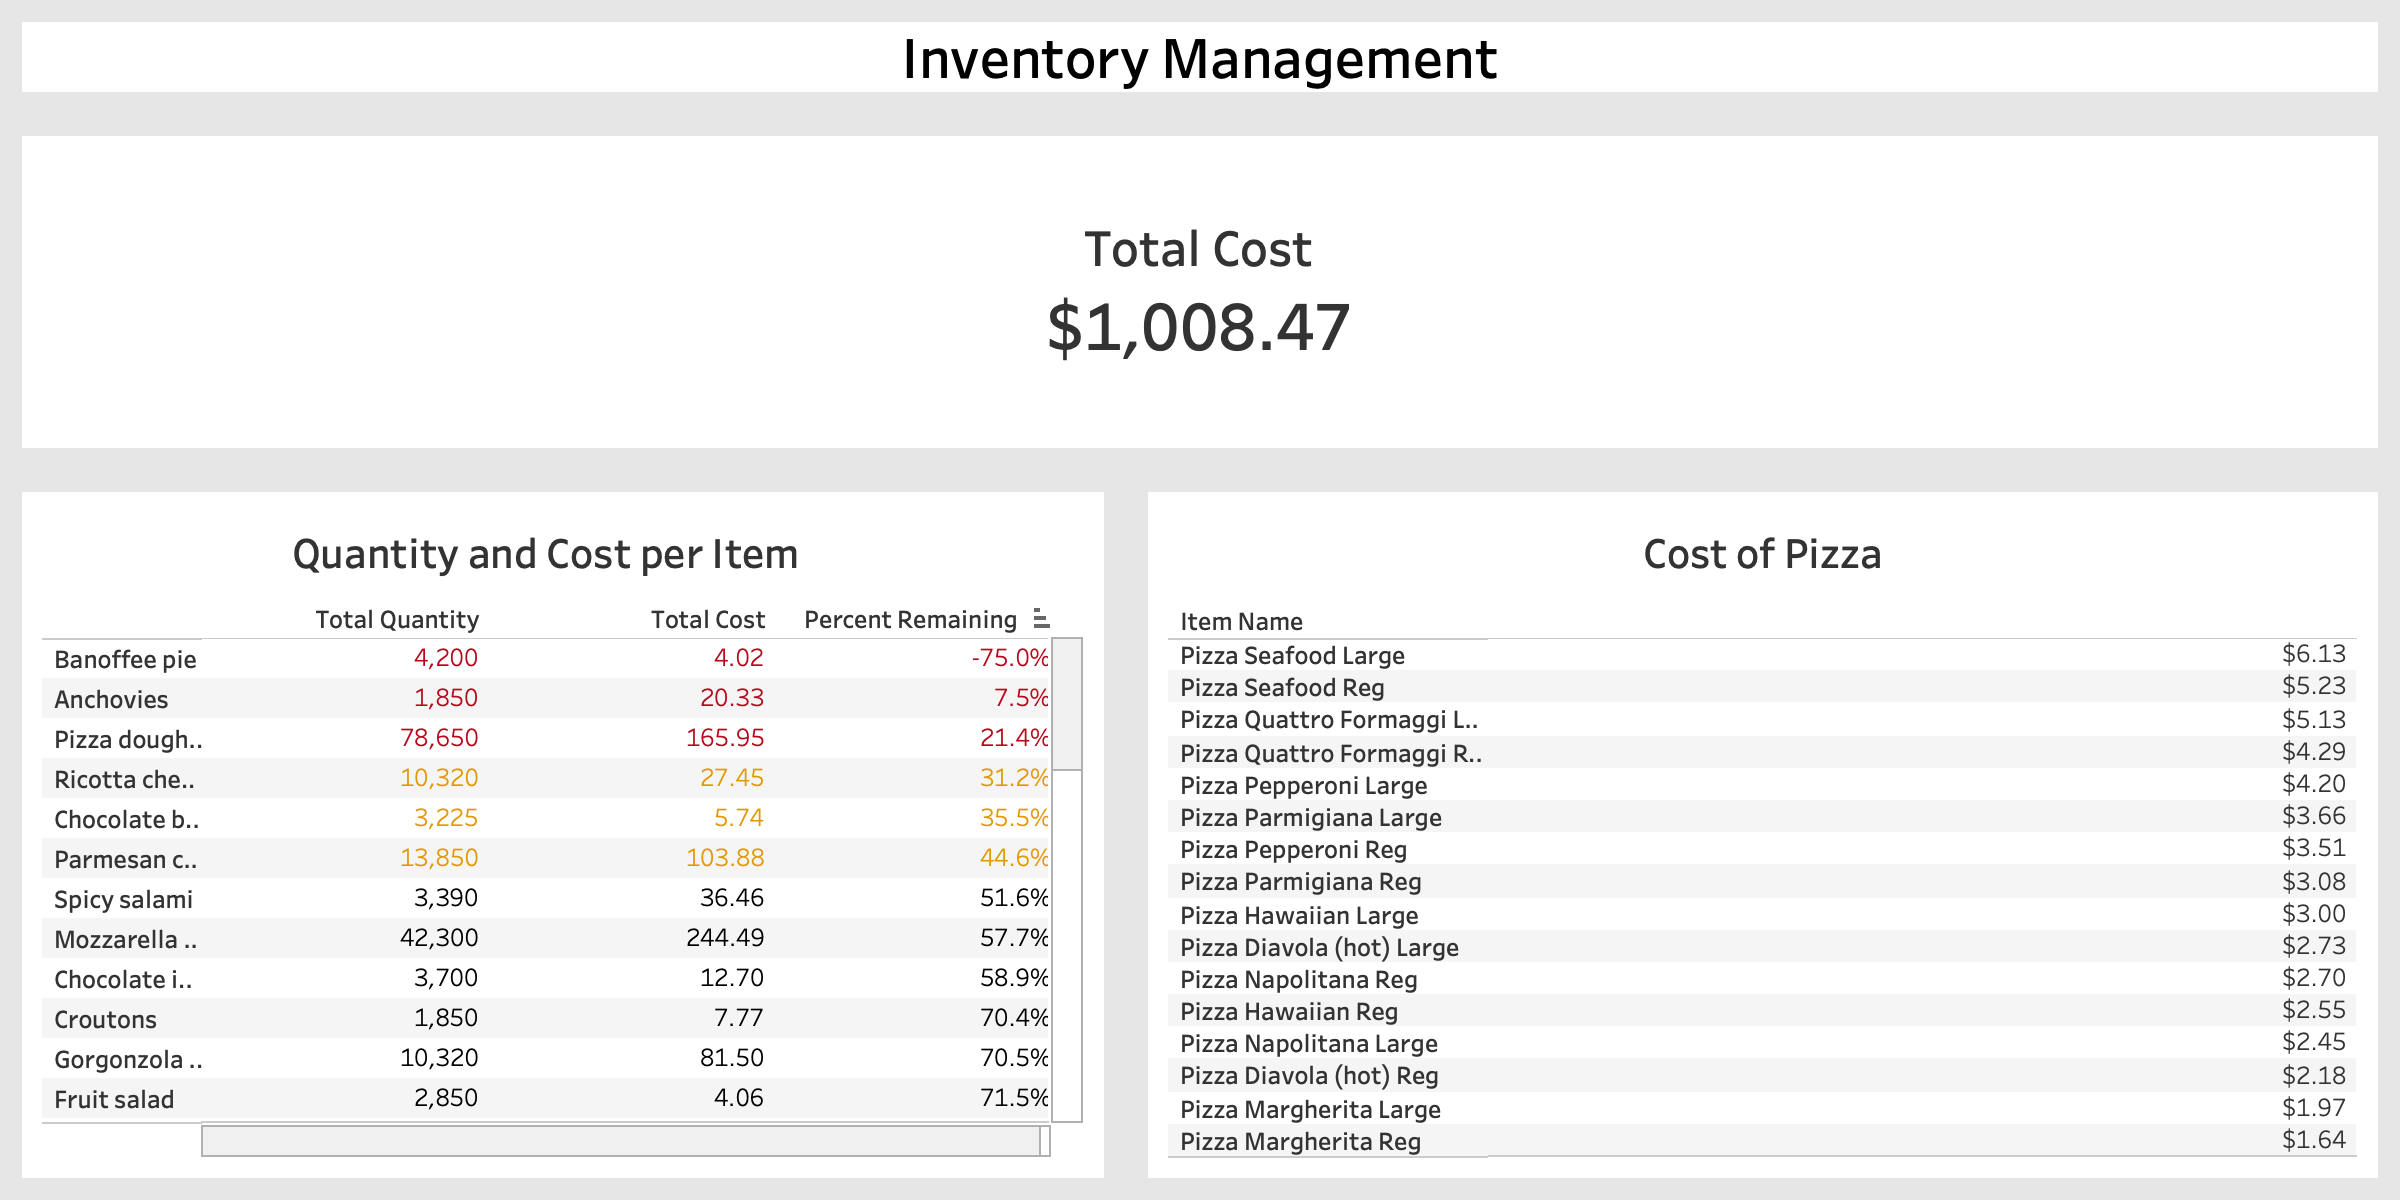 Inventory Management
Total Cost
$1,008.47
Quantity and Cost per Item
Total Quantity Total Cost Percent Remaining
Banoffee pie 4,200 4.02 -75.0%
Anchovies 1,850 20.33 7.5%
Pizza dough.. 78,650 165.95 21.4%
Ricotta che.. 10,320 27.45 31.2%
Chocolate b.. 3,225 5.74 35.5%
Parmesan c.. 13,850 103.88 44.6%
Spicy salami 3,390 36.46 51.6%
Mozzarella .. 42,300 244.49 57.7%
Chocolate i.. 3,700 12.70 58.9%
Croutons 1,850 7.77 70.4%
Gorgonzola .. 10,320 81.50 70.5%
Fruit salad 2,850 4.06 71.5%
Cost of Pizza
Item Name
Pizza Seafood Large $6.13
Pizza Seafood Reg $5.23
Pizza Quattro Formaggi L.. $5.13
Pizza Quattro Formaggi R.. $4.29
Pizza Pepperoni Large $4.20
Pizza Parmigiana Large $3.66
Pizza Pepperoni Reg $3.51
Pizza Parmigiana Reg $3.08
Pizza Hawaiian Large $3.00
Pizza Diavola (hot) Large $2.73
Pizza Napolitana Reg $2.70
Pizza Hawaiian Reg $2.55
Pizza Napolitana Large $2.45
Pizza Diavola (hot) Reg $2.18
Pizza Margherita Large $1.97
Pizza Margherita Reg $1.64